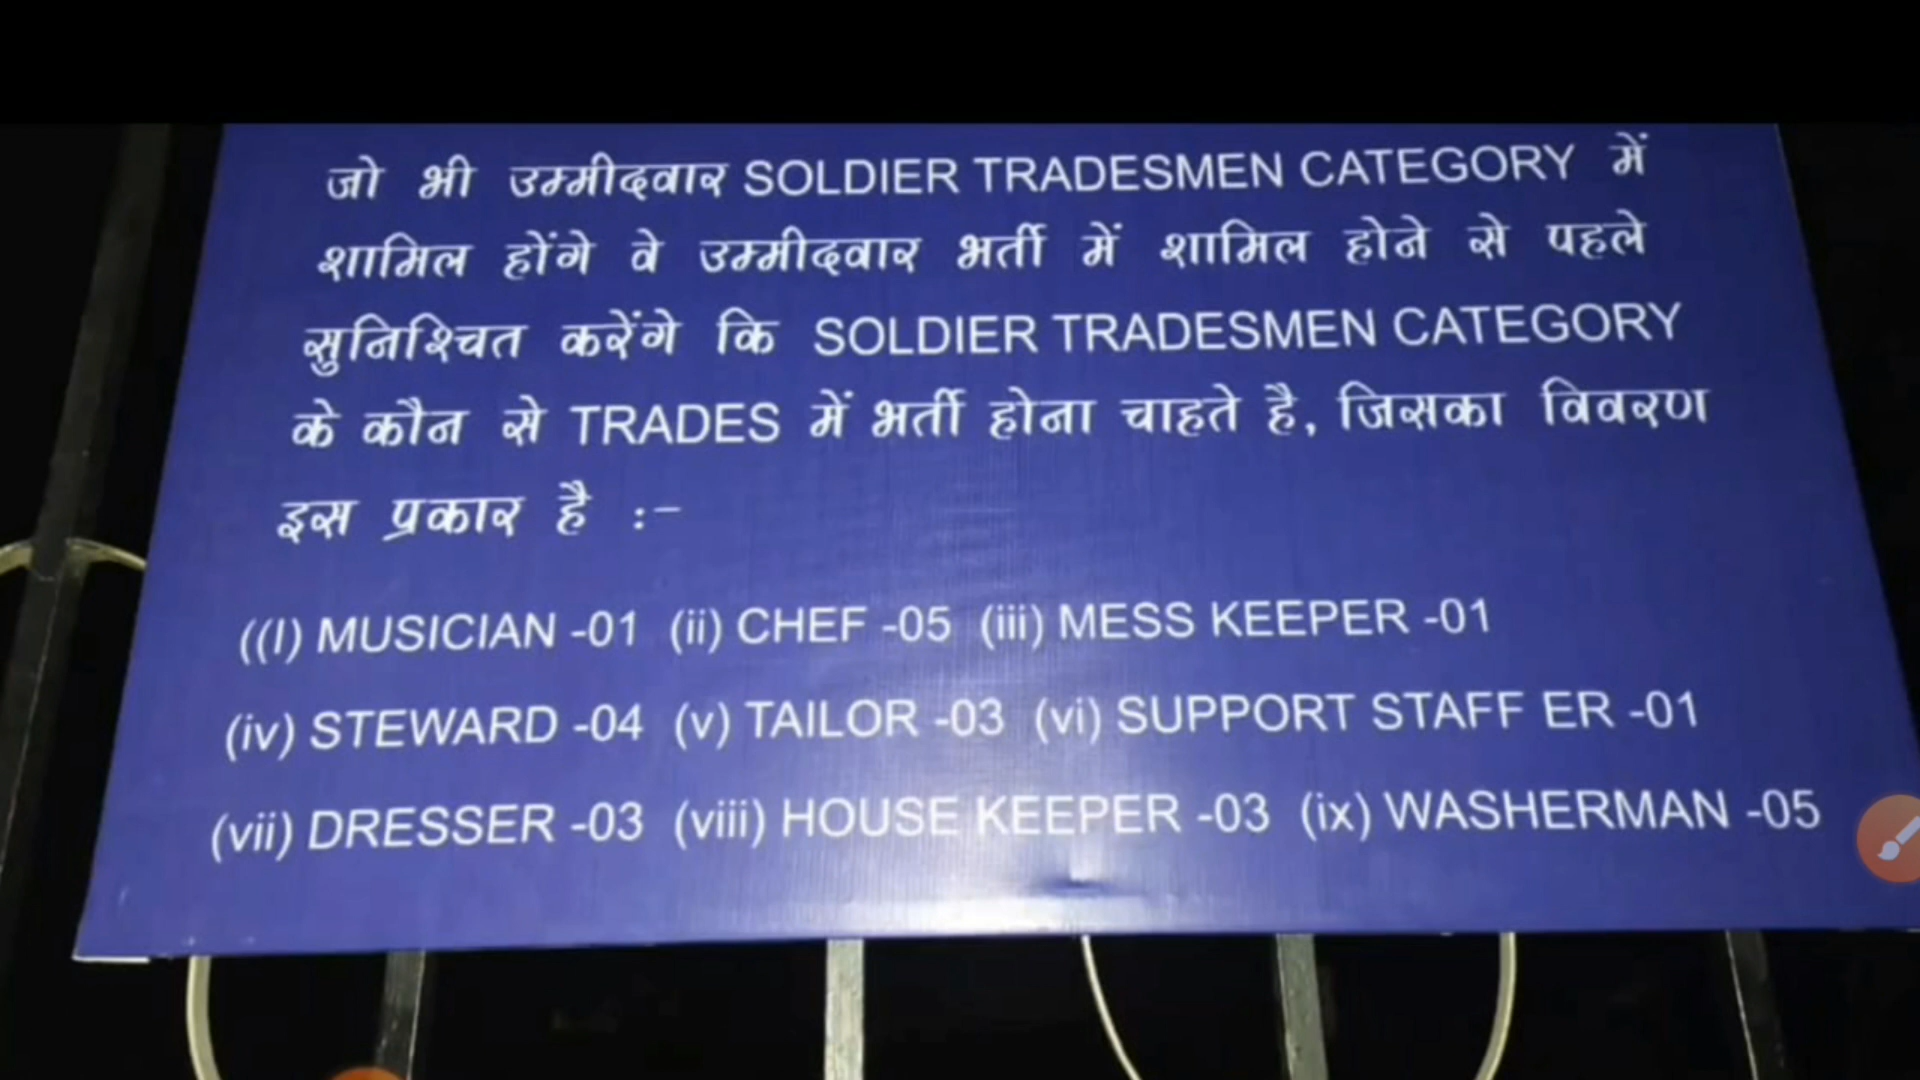 जो भी उम्मीदवार SOLDIER TRADESMEN CATEGORY में
शामिल होंगे वे उम्मीदवार भर्ती में शामिल होने से पहले
सुनिश्चित करेंगे कि SOLDIER TRADESMEN CATEGORY
के कौन से TRADES में भर्ती होना चाहते है, जिसका विवरण
इस प्रकार है :-
((I) MUSICIAN -01 (ii) CHEF -05 (iii) MESS KEEPER -01
(iv) STEWARD -04 (v) TAILOR -03 (vi) SUPPORT STAFF ER -01
(vii) DRESSER -03 (viii) HOUSE KEEPER -03 (ix) WASHERMAN -05